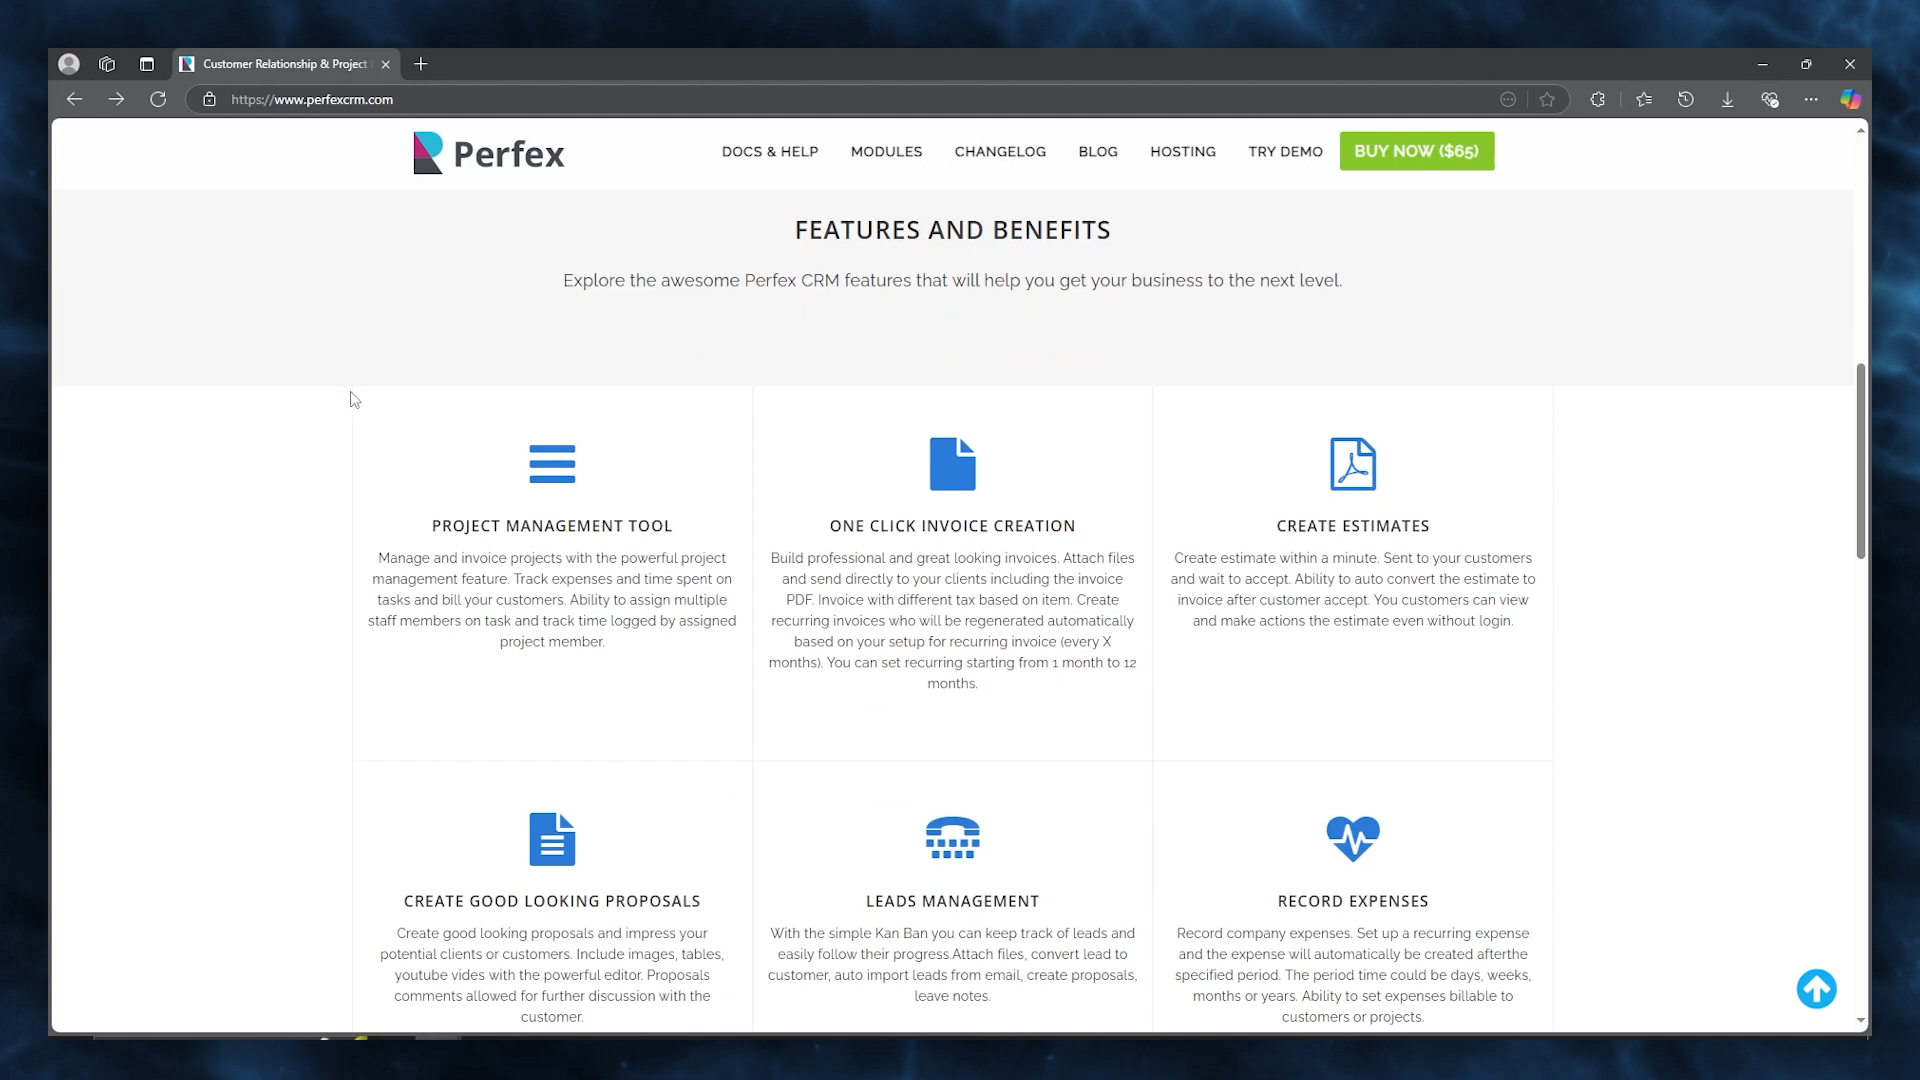 Customer Relationship & Project
https://www.perfexcrm.com
Perfex
DOCS & HELP
MODULES
CHANGELOG
BLOG
HOSTING
TRY DEMO
BUY NOW ($65)
FEATURES AND BENEFITS
Explore the awesome Perfex CRM features that will help you get your business to the next level.
PROJECT MANAGEMENT TOOL
Manage and invoice projects with the powerful project
management feature. Track expenses and time spent on
tasks and bill your customers. Ability to assign multiple
staff members on task and track time logged by assigned
project member.
ONE CLICK INVOICE CREATION
Build professional and great looking invoices. Attach files
and send directly to your clients including the invoice
PDF. Invoice with different tax based on item. Create
recurring invoices who will be regenerated automatically
based on your setup for recurring invoice (every X
months). You can set recurring starting from 1 month to 12
months.
CREATE ESTIMATES
Create estimate within a minute. Sent to your customers
and wait to accept. Ability to auto convert the estimate to
invoice after customer accept. You customers can view
and make actions the estimate even without login.
CREATE GOOD LOOKING PROPOSALS
Create good looking proposals and impress your
potential clients or customers. Include images, tables,
youtube vides with the powerful editor. Proposals
comments allowed for further discussion with the
customer.
LEADS MANAGEMENT
With the simple Kan Ban you can keep track of leads and
easily follow their progress.Attach files, convert lead to
customer, auto import leads from email, create proposals,
leave notes.
RECORD EXPENSES
Record company expenses. Set up a recurring expense
and the expense will automatically be created afterthe
specified period. The period time could be days, weeks,
months or years. Ability to set expenses billable to
customers or projects.